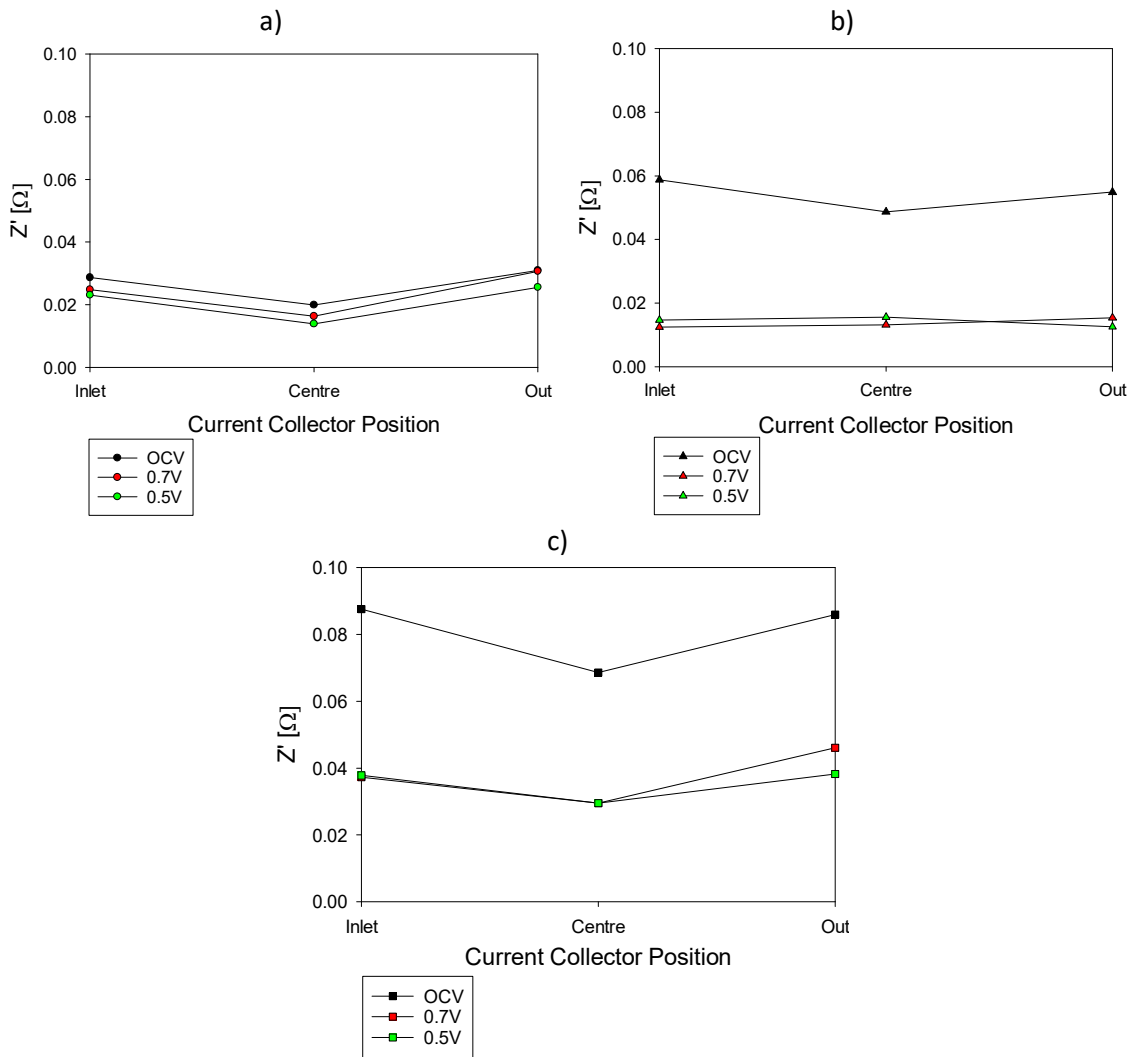 a)
0.10
0.08
0.06
0.04
0.02
0.00
Z' [Ω]
Inlet Centre Out
Current Collector Position
OCV
0.7V
0.5V
b)
0.10
0.08
0.06
0.04
0.02
0.00
Z' [Ω]
Inlet Centre Out
Current Collector Position
OCV
0.7V
0.5V
c)
0.10
0.08
0.06
0.04
0.02
0.00
Z' [Ω]
Inlet Centre Out
Current Collector Position
OCV
0.7V
0.5V